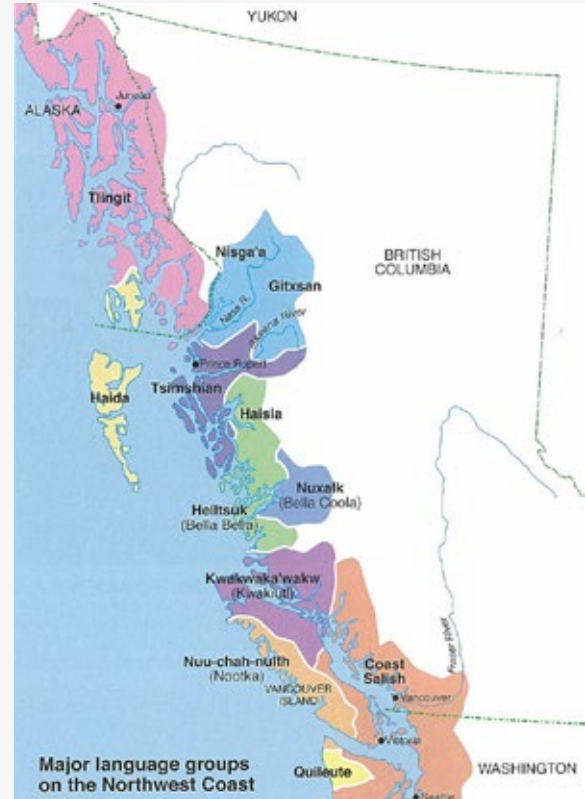 YUKON
Juneau
ALASKA
Tlingit
Nisga'a
BRITISH
COLUMBIA
Gitxsan
Nass R.
Skeena River
Prince Rupert
Tsimshian
Haida
Haisla
Nuxalk
(Bella Coola)
Heiltsuk
(Bella Bella)
Kwakwaka'wakw
(Kwakiutl)
Fraser River
Nuu-chah-nulth
(Nootka)
Coast
Salish
VANCOUVER
ISLAND
Vancouver
Victoria
Major language groups
on the Northwest Coast
Quileute
WASHINGTON
Seattle